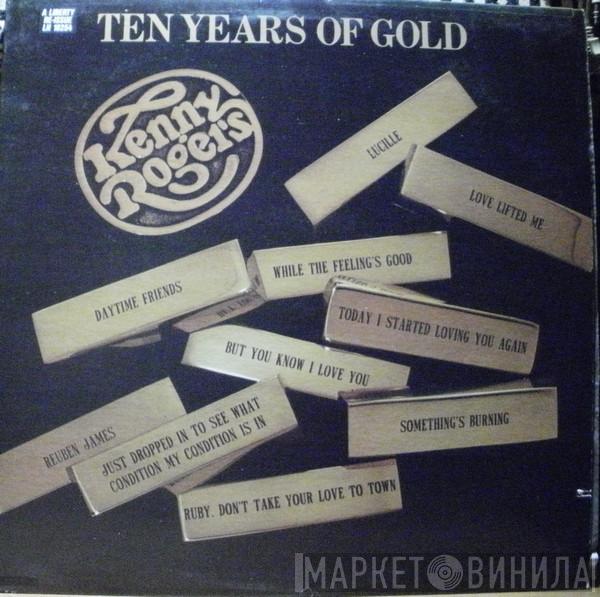 A LIBERTY
RE-ISSUE
LN 10254
TEN YEARS OF GOLD
Kenny
Rogers
LUCILLE
LOVE LIFTED ME
WHILE THE FEELING'S GOOD
DAYTIME FRIENDS
TODAY I STARTED LOVING YOU AGAIN
BUT YOU KNOW I LOVE YOU
SOMETHING'S BURNING
REUBEN JAMES
JUST DROPPED IN TO SEE WHAT
CONDITION MY CONDITION IS IN
RUBY, DON'T TAKE YOUR LOVE TO TOWN
МАРКЕТ ВИНИЛА